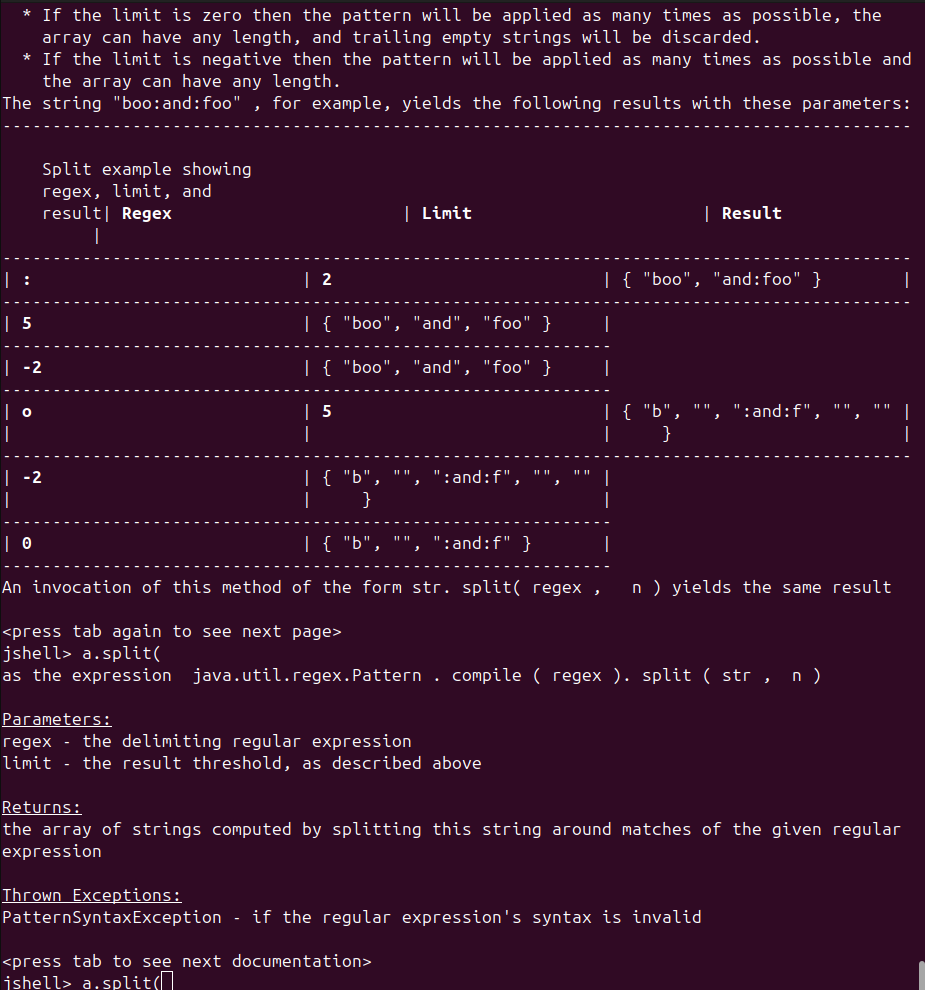 * If the limit is zero then the pattern will be applied as many times as possible, the
    array can have any length, and trailing empty strings will be discarded.
  * If the limit is negative then the pattern will be applied as many times as possible and
    the array can have any length.
The string "boo:and:foo" , for example, yields the following results with these parameters:
-------------------------------------------------------------------------------------------

    Split example showing
    regex, limit, and
    result| Regex                       | Limit                       | Result
         |
-------------------------------------------------------------------------------------------
| :                           | 2                           | { "boo", "and:foo" }        |
-------------------------------------------------------------------------------------------
| 5                           | { "boo", "and", "foo" }     |
-------------------------------------------------------------
| -2                          | { "boo", "and", "foo" }     |
-------------------------------------------------------------
| o                           | 5                           | { "b", "", ":and:f", "", "" |
|                             |                             |     }                       |
-------------------------------------------------------------------------------------------
| -2                          | { "b", "", ":and:f", "", "" |
|                             |     }                       |
-------------------------------------------------------------
| 0                           | { "b", "", ":and:f" }       |
-------------------------------------------------------------
An invocation of this method of the form str. split( regex ,   n ) yields the same result

<press tab again to see next page>
jshell> a.split(
as the expression  java.util.regex.Pattern . compile ( regex ). split ( str ,  n )

Parameters:
regex - the delimiting regular expression
limit - the result threshold, as described above

Returns:
the array of strings computed by splitting this string around matches of the given regular
expression

Thrown Exceptions:
PatternSyntaxException - if the regular expression's syntax is invalid

<press tab to see next documentation>
jshell> a.split(